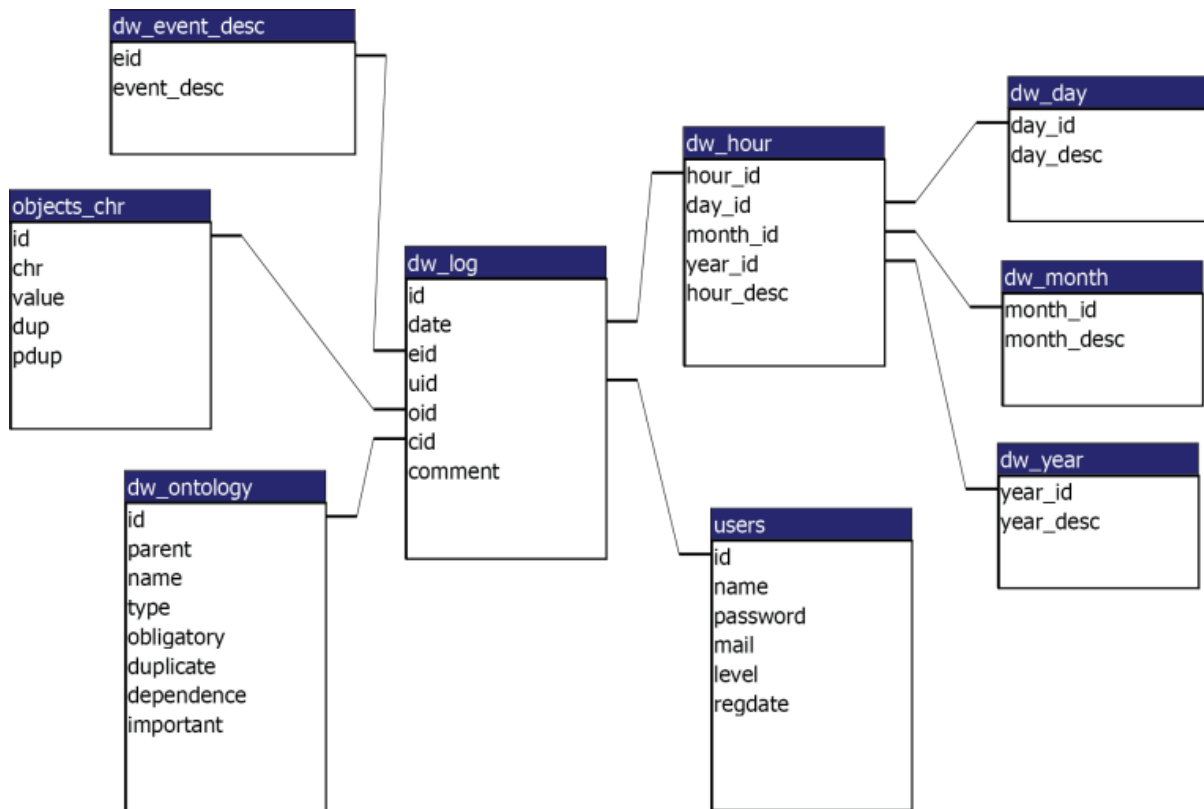 dw_event_desc
eid
event_desc
objects_chr
id
chr
value
dup
pdup
dw_ontology
id
parent
name
type
obligatory
duplicate
dependence
important
dw_log
id
date
eid
uid
oid
cid
comment
dw_hour
hour_id
day_id
month_id
year_id
hour_desc
users
id
name
password
mail
level
regdate
dw_day
day_id
day_desc
dw_month
month_id
month_desc
dw_year
year_id
year_desc